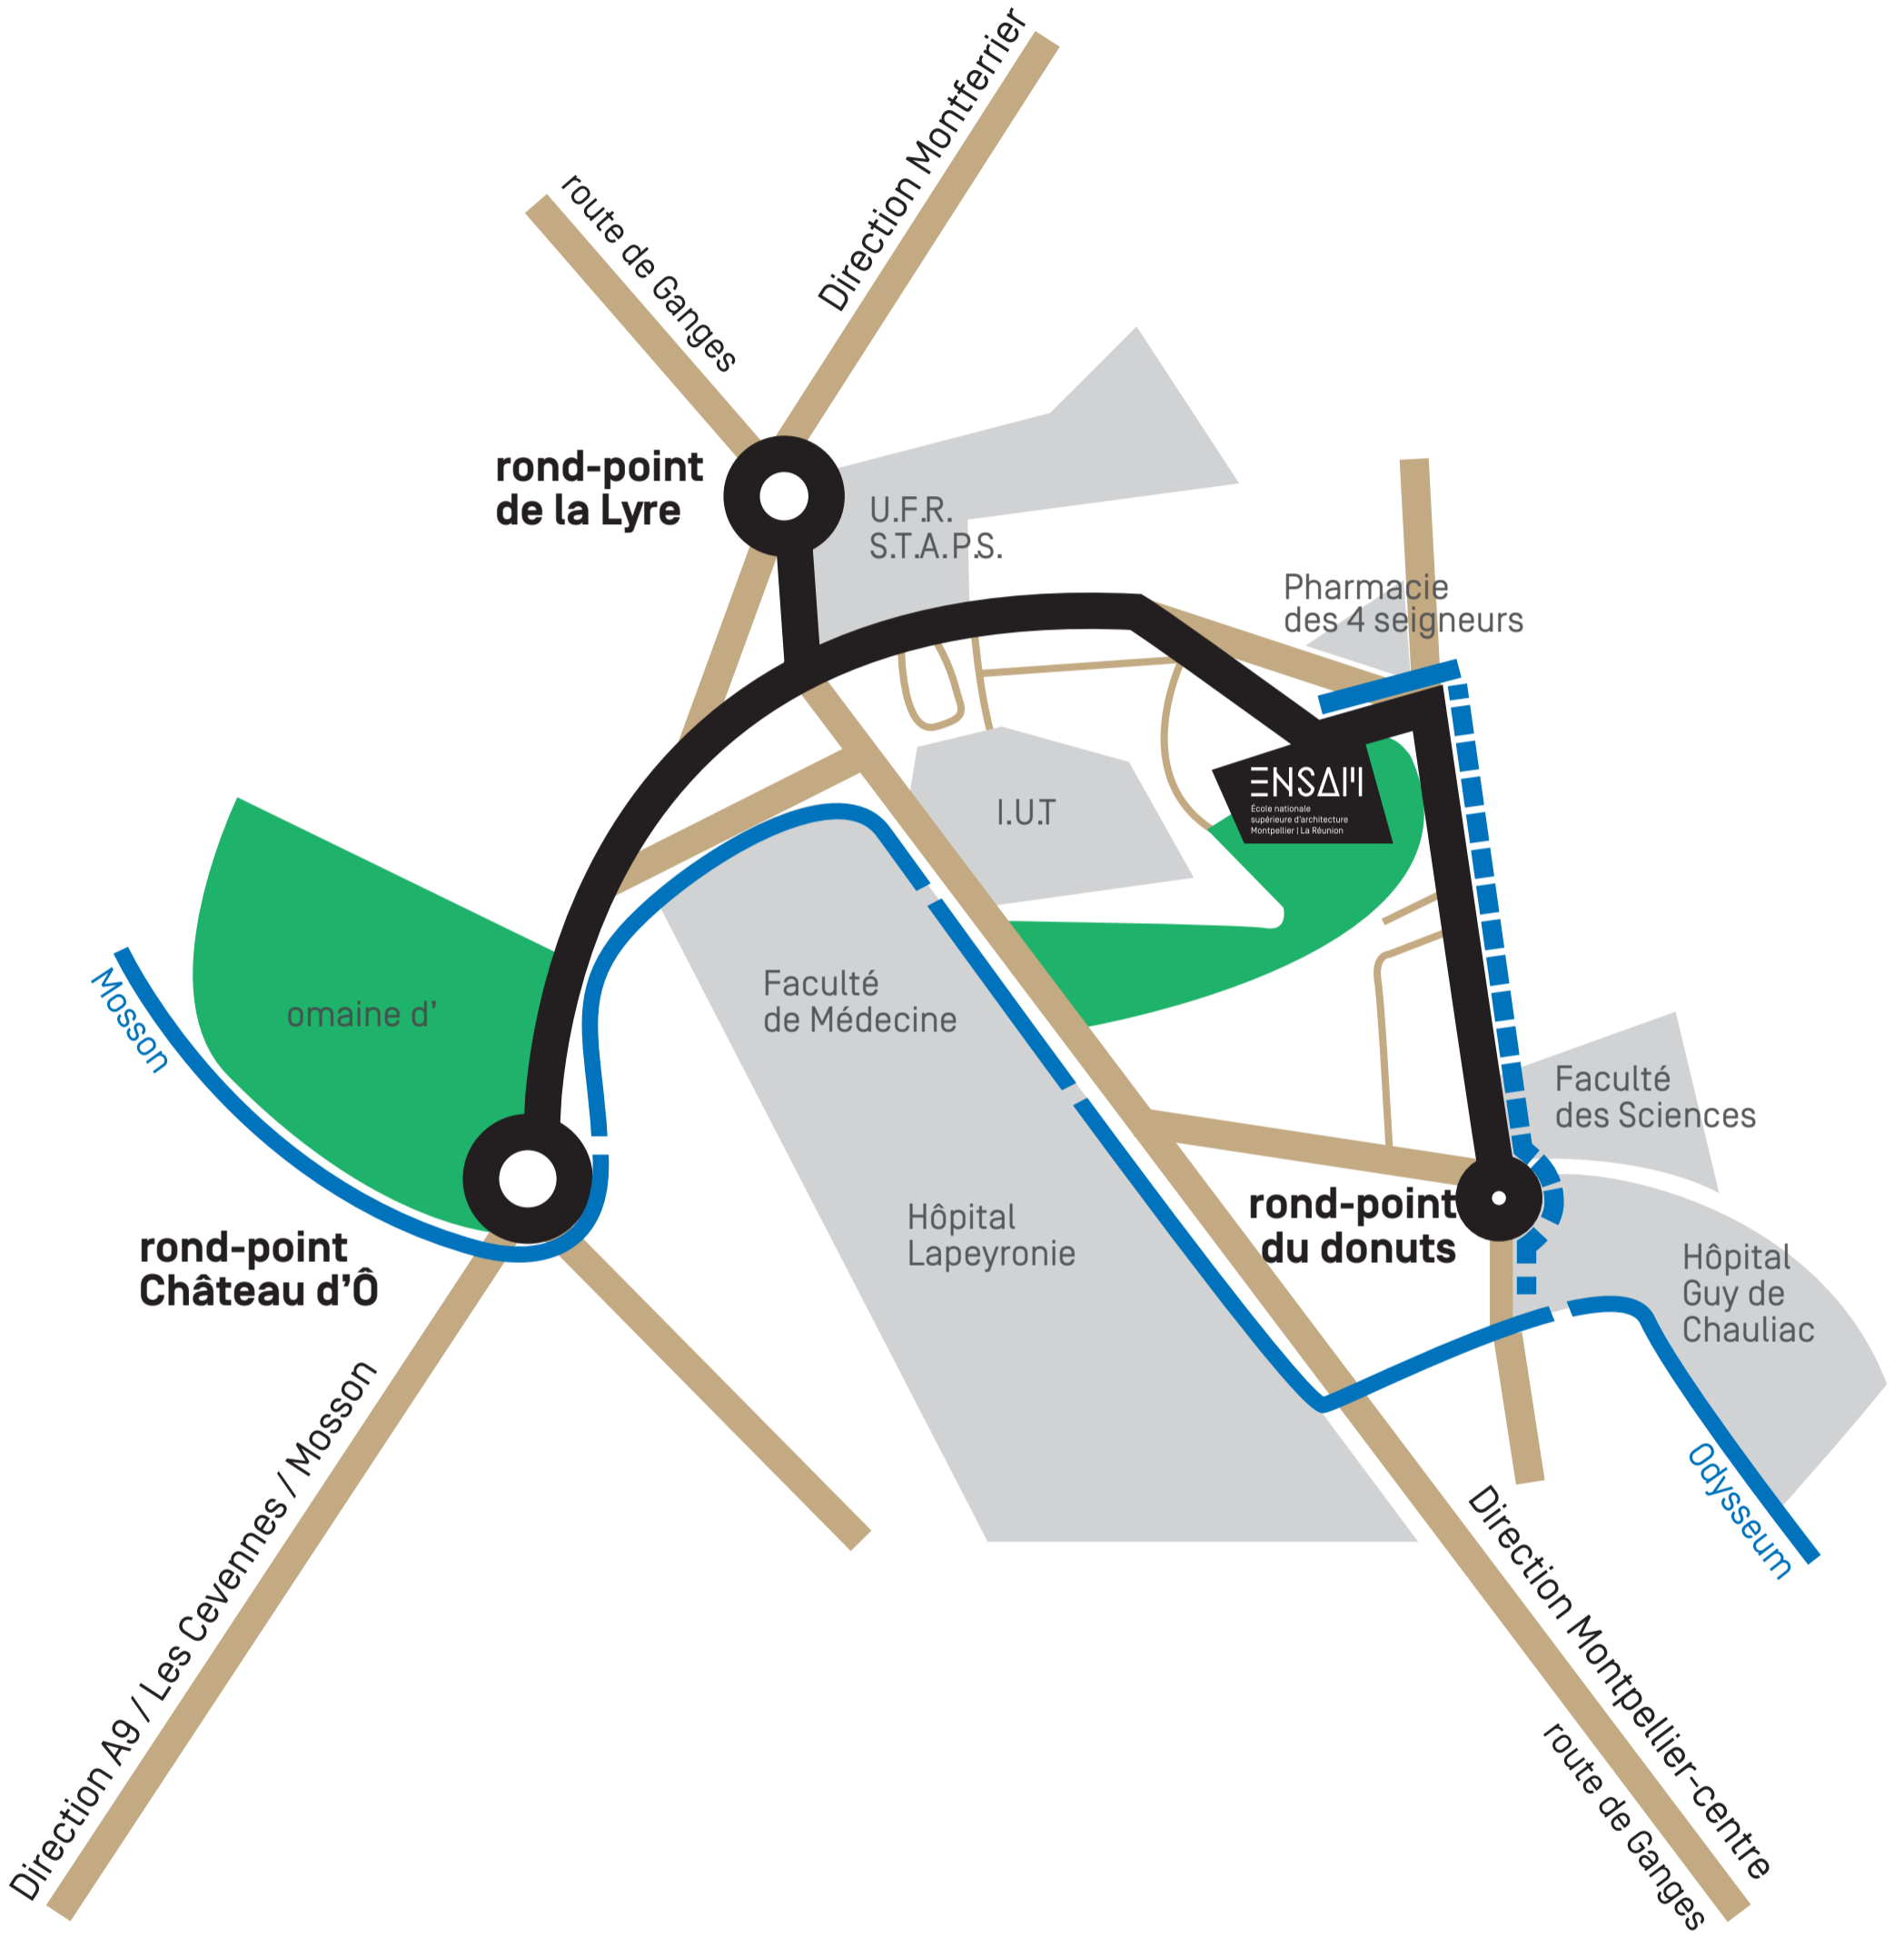 Direction Montferrier
route de Ganges
rond-point
de la Lyre
U.F.R.
S.T.A.P.S.
Pharmacie
des 4 seigneurs
ENSAM
École nationale
supérieure d'architecture
Montpellier | La Réunion
I.U.T
Mosson
omaine d'
Faculté
de Médecine
Faculté
des Sciences
Hôpital
Lapeyronie
rond-point
du donuts
rond-point
Château d'Ô
Hôpital
Guy de
Chauliac
Odysseum
Direction A9 / Les Cevennes / Mosson
Direction Montpellier-centre
route de Ganges